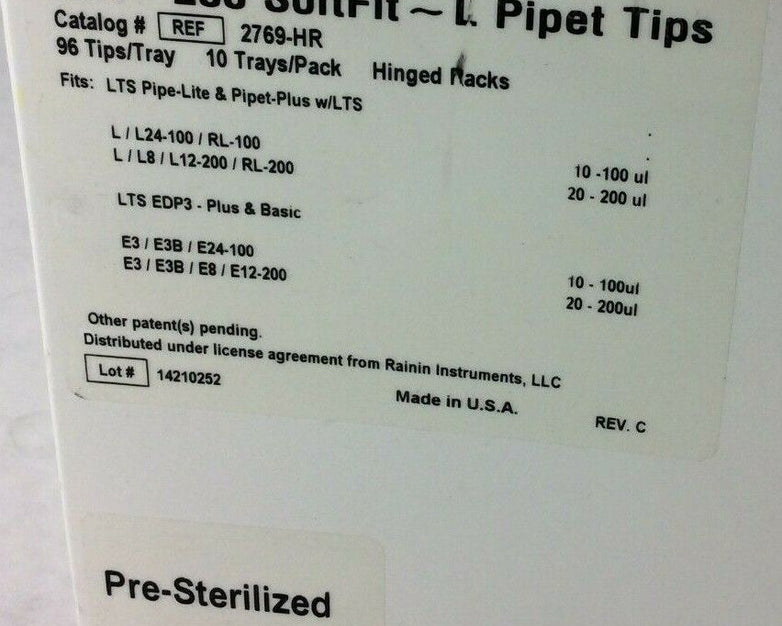 SoftFit ~ L Pipet Tips
Catalog # REF 2769-HR
96 Tips/Tray 10 Trays/Pack Hinged Racks
Fits: LTS Pipe-Lite & Pipet-Plus w/LTS
L / L24-100 / RL-100 10 -100 ul
L / L8 / L12-200 / RL-200 20 - 200 ul
LTS EDP3 - Plus & Basic
E3 / E3B / E24-100 10 - 100ul
E3 / E3B / E8 / E12-200 20 - 200ul
Other patent(s) pending.
Distributed under license agreement from Rainin Instruments, LLC
Lot # 14210252
Made in U.S.A. REV. C
Pre-Sterilized